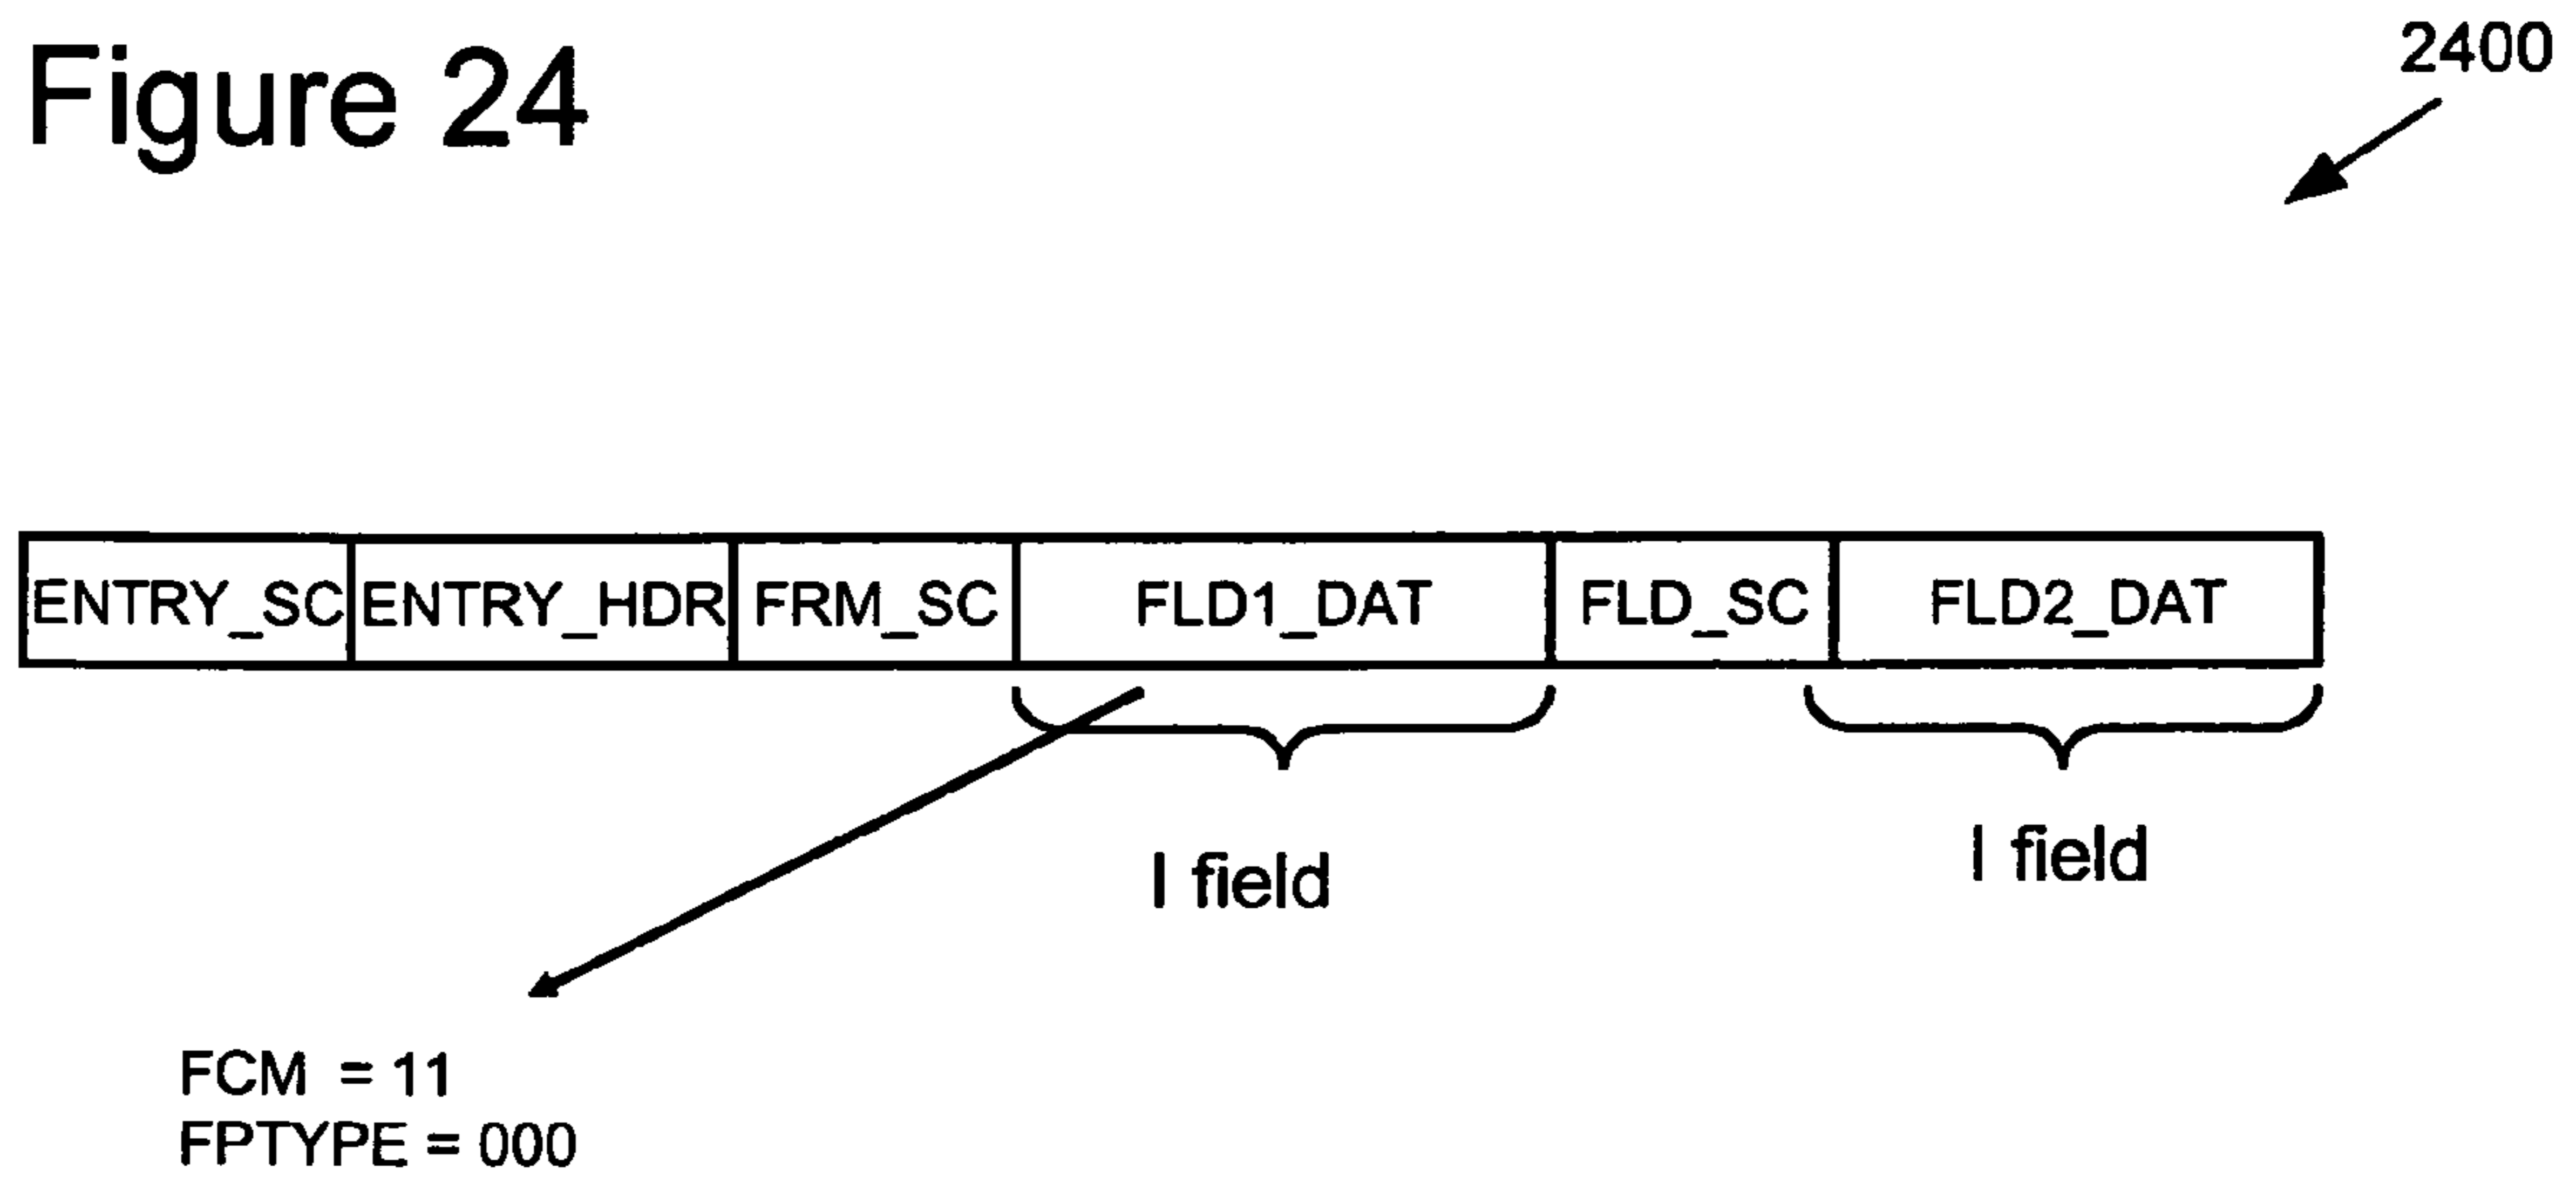 Figure 24
2400
ENTRY_SC ENTRY_HDR FRM_SC FLD1_DAT FLD_SC FLD2_DAT
I field I field
FCM = 11
FPTYPE = 000